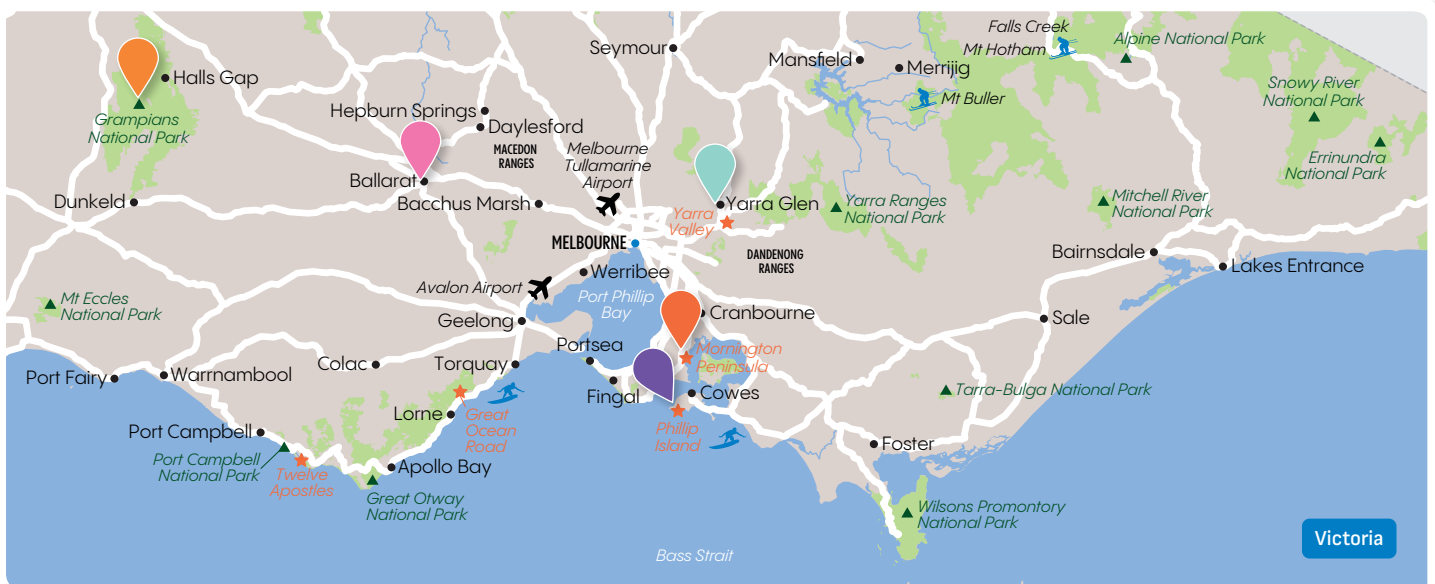 Falls Creek
Mt Hotham
Alpine National Park
Seymour
Mansfield
Merrijig
Halls Gap
Snowy River
National Park
Mt Buller
Hepburn Springs
Grampians
National Park
Daylesford
MACEDON
RANGES
Melbourne
Tullamarine
Airport
Errinundra
National Park
Ballarat
Dunkeld
Bacchus Marsh
Yarra Glen
Yarra
Valley
Yarra Ranges
National Park
Mitchell River
National Park
MELBOURNE
DANDENONG
RANGES
Bairnsdale
Lakes Entrance
Werribee
Avalon Airport
Port Phillip
Bay
Mt Eccles
National Park
Geelong
Cranbourne
Sale
Portsea
Mornington
Peninsula
Colac
Torquay
Port Fairy
Warrnambool
Fingal
Cowes
Tarra-Bulga National Park
Lorne
Great
Ocean
Road
Phillip
Island
Port Campbell
Foster
Port Campbell
National Park
Twelve
Apostles
Apollo Bay
Great Otway
National Park
Wilsons Promontory
National Park
Victoria
Bass Strait